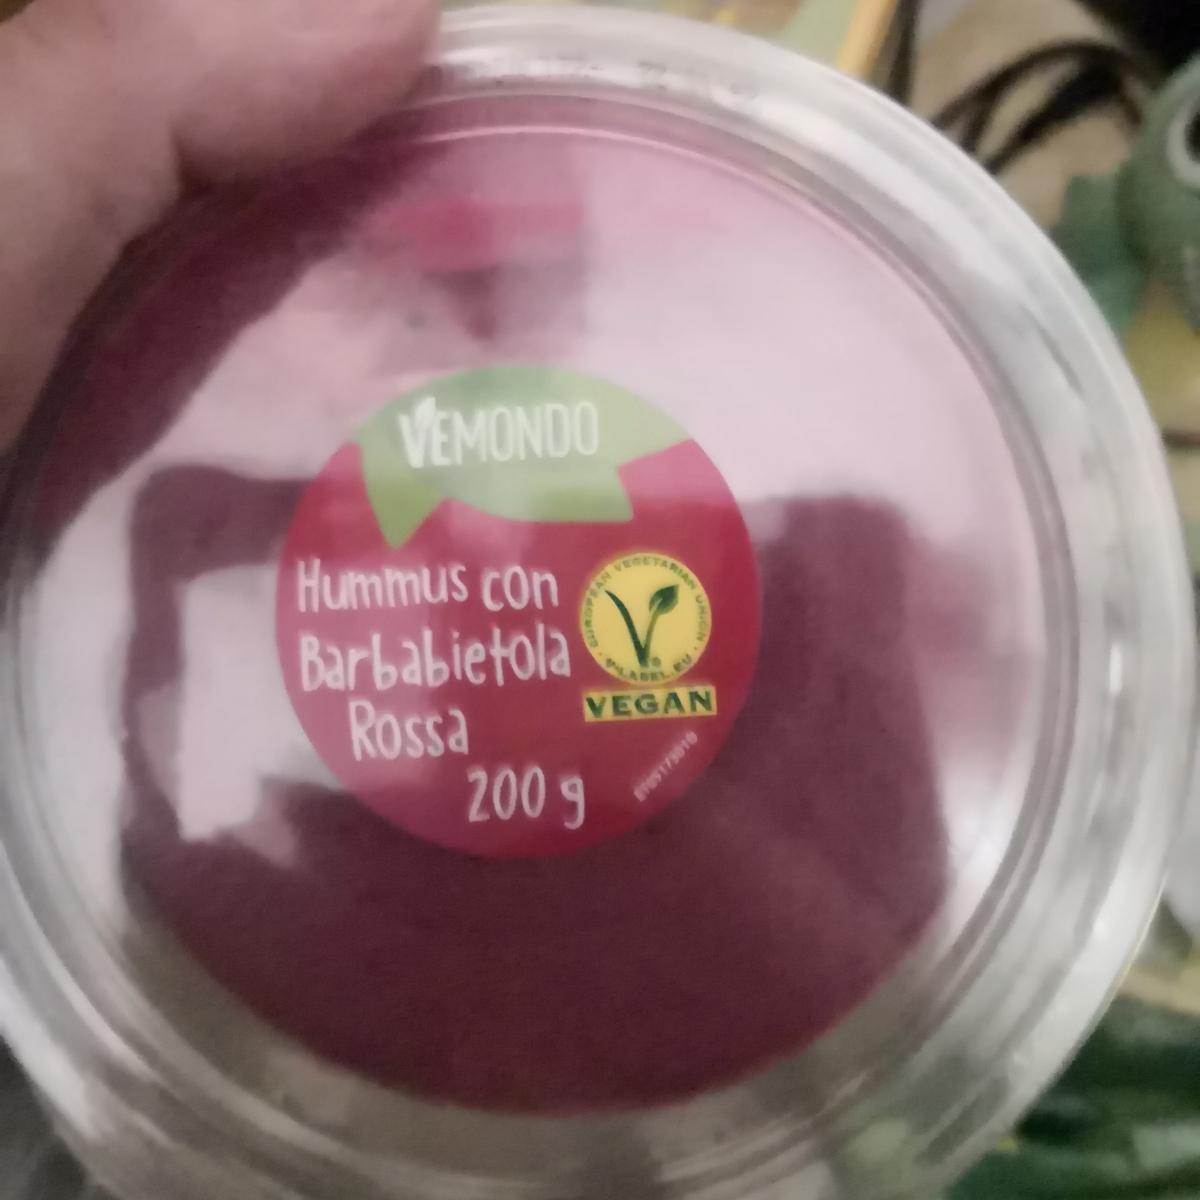 VEMONDO
Hummus con
Barbabietola
Rossa
200 g
EUROPEAN VEGETARIAN UNION
V-LABEL.EU
VEGAN